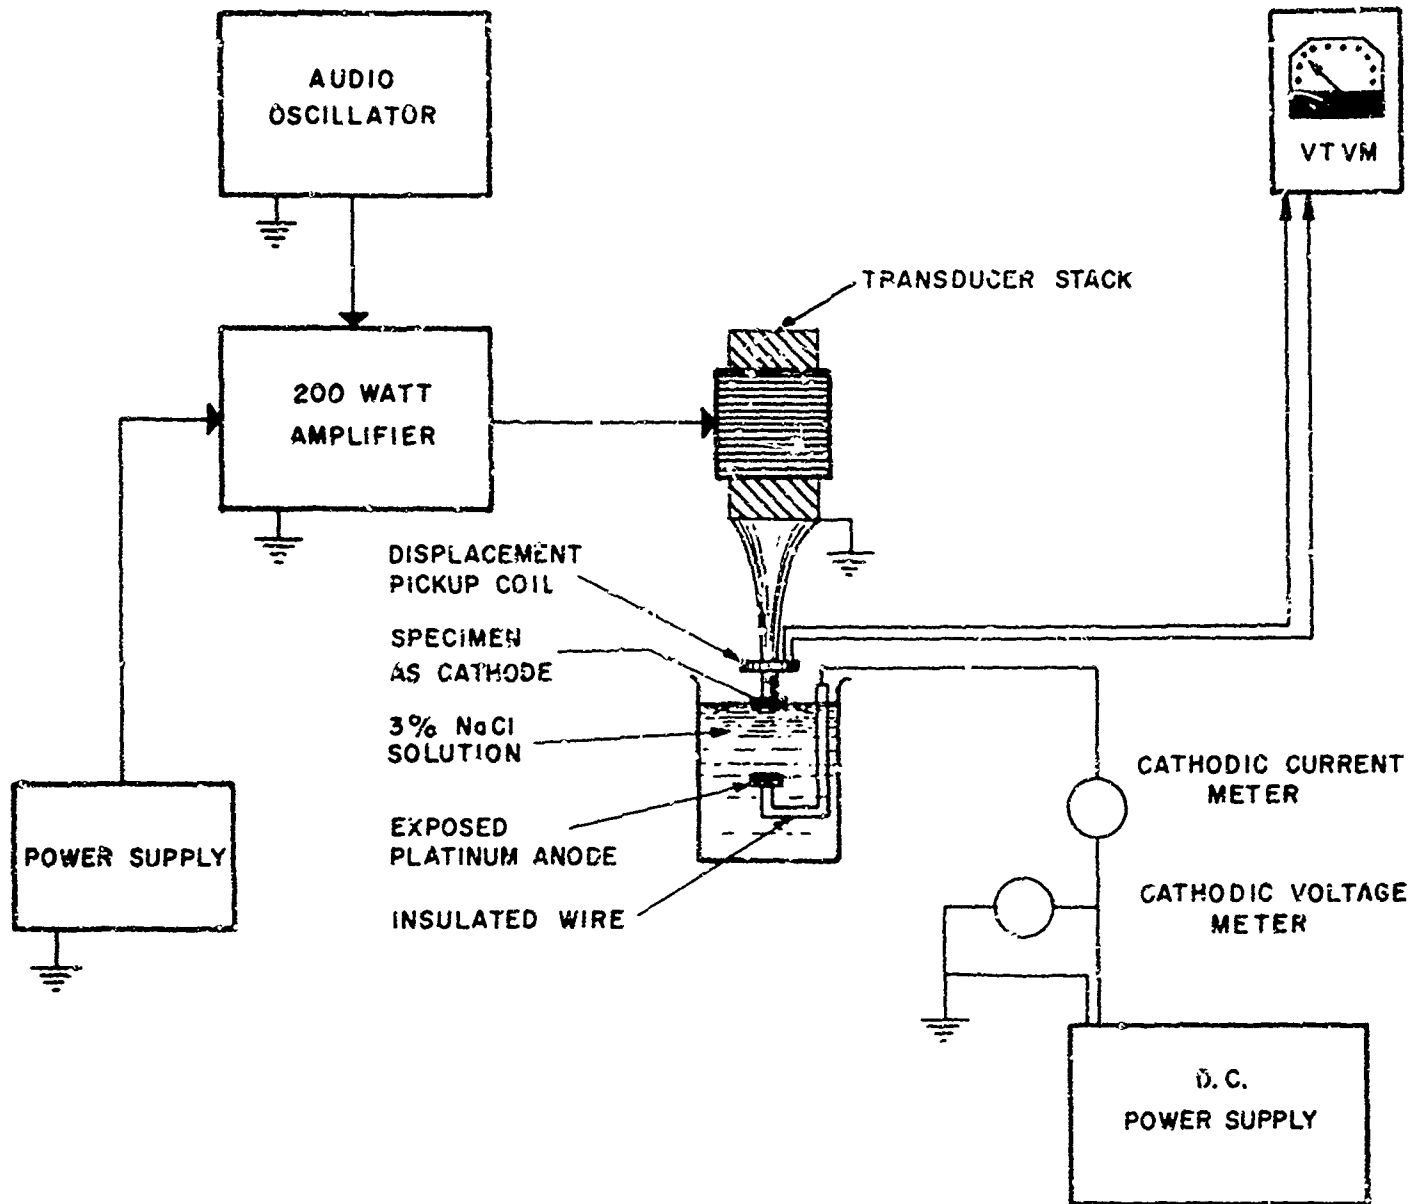 AUDIO
OSCILLATOR
VTVM
TRANSDUCER STACK
200 WATT
AMPLIFIER
DISPLACEMENT
PICKUP COIL
SPECIMEN
AS CATHODE
3% NaCl
SOLUTION
CATHODIC CURRENT
METER
EXPOSED
PLATINUM ANODE
POWER SUPPLY
CATHODIC VOLTAGE
METER
INSULATED WIRE
D.C.
POWER SUPPLY